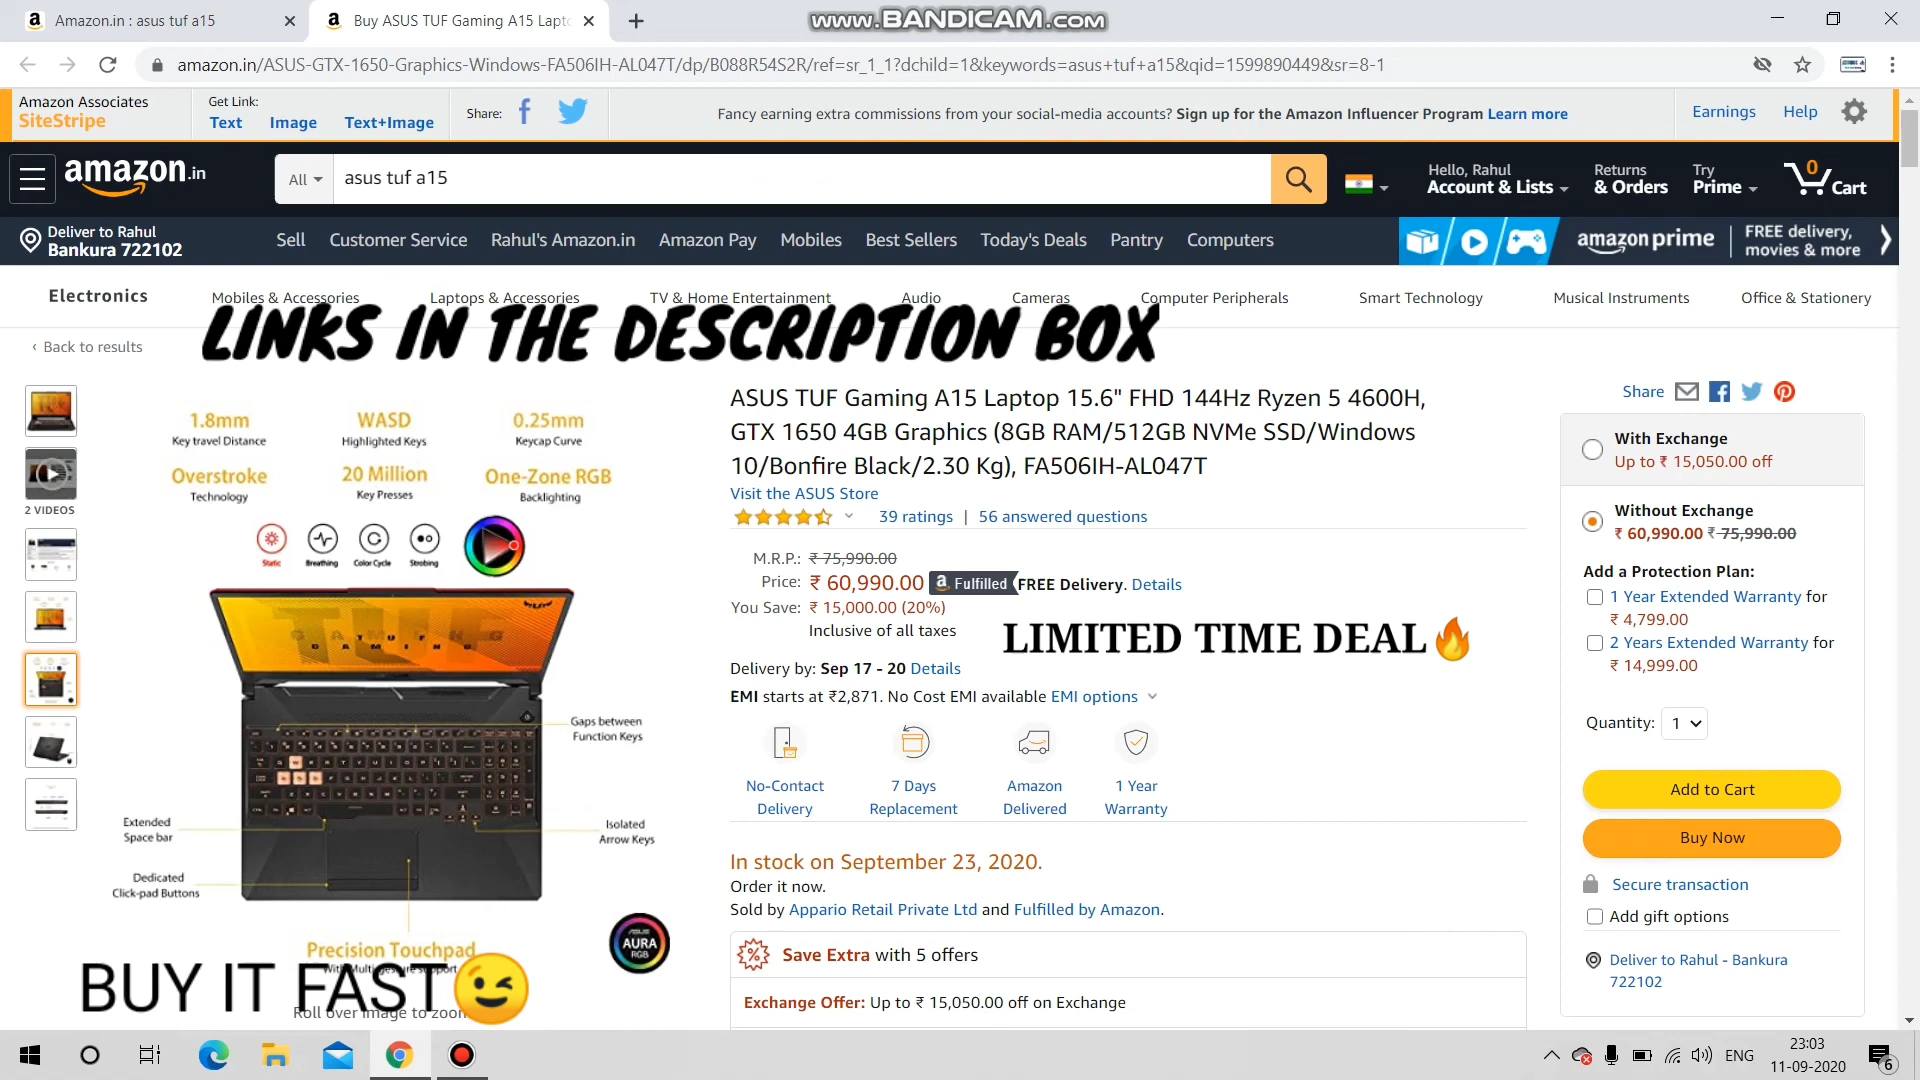 Amazon.in : asus tuf a15
Buy ASUS TUF Gaming A15 Lapto
www.BANDICAM.com
amazon.in/ASUS-GTX-1650-Graphics-Windows-FA506IH-AL047T/dp/B088R54S2R/ref=sr_1_1?dchild=1&keywords=asus+tuf+a15&qid=1599890449&sr=8-1
Amazon Associates
SiteStripe
Get Link:
Text Image Text+Image
Share:
Fancy earning extra commissions from your social-media accounts? Sign up for the Amazon Influencer Program Learn more
Earnings Help
amazon.in
All
asus tuf a15
Hello, Rahul
Account & Lists
Returns
& Orders
Try
Prime
0
Cart
Deliver to Rahul
Bankura 722102
Sell Customer Service Rahul's Amazon.in Amazon Pay Mobiles Best Sellers Today's Deals Pantry Computers
amazon prime
FREE delivery,
movies & more
Electronics Mobiles & Accessories Laptops & Accessories TV & Home Entertainment Audio Cameras Computer Peripherals Smart Technology Musical Instruments Office & Stationery
LINKS IN THE DESCRIPTION BOX
‹ Back to results
2 VIDEOS
1.8mm
Key travel Distance
WASD
Highlighted Keys
0.25mm
Keycap Curve
Overstroke
Technology
20 Million
Key Presses
One-Zone RGB
Backlighting
Static Breathing Color Cycle Strobing
Gaps between
Function Keys
Extended
Space bar
Isolated
Arrow Keys
Dedicated
Click-pad Buttons
Precision Touchpad
With Multi-gesture support
AURA
RGB
BUY IT FAST😉
Roll over image to zoom
ASUS TUF Gaming A15 Laptop 15.6" FHD 144Hz Ryzen 5 4600H,
GTX 1650 4GB Graphics (8GB RAM/512GB NVMe SSD/Windows
10/Bonfire Black/2.30 Kg), FA506IH-AL047T
Visit the ASUS Store
39 ratings | 56 answered questions
M.R.P.: ₹ 75,990.00
Price: ₹ 60,990.00 a Fulfilled FREE Delivery. Details
You Save: ₹ 15,000.00 (20%)
Inclusive of all taxes
LIMITED TIME DEAL🔥
Delivery by: Sep 17 - 20 Details
EMI starts at ₹2,871. No Cost EMI available EMI options
No-Contact
Delivery
7 Days
Replacement
Amazon
Delivered
1 Year
Warranty
In stock on September 23, 2020.
Order it now.
Sold by Appario Retail Private Ltd and Fulfilled by Amazon.
Save Extra with 5 offers
Exchange Offer: Up to ₹ 15,050.00 off on Exchange
Share
With Exchange
Up to ₹ 15,050.00 off
Without Exchange
₹ 60,990.00 ₹ 75,990.00
Add a Protection Plan:
1 Year Extended Warranty for
₹ 4,799.00
2 Years Extended Warranty for
₹ 14,999.00
Quantity: 1
Add to Cart
Buy Now
Secure transaction
Add gift options
Deliver to Rahul - Bankura
722102
ENG
23:03
11-09-2020
6